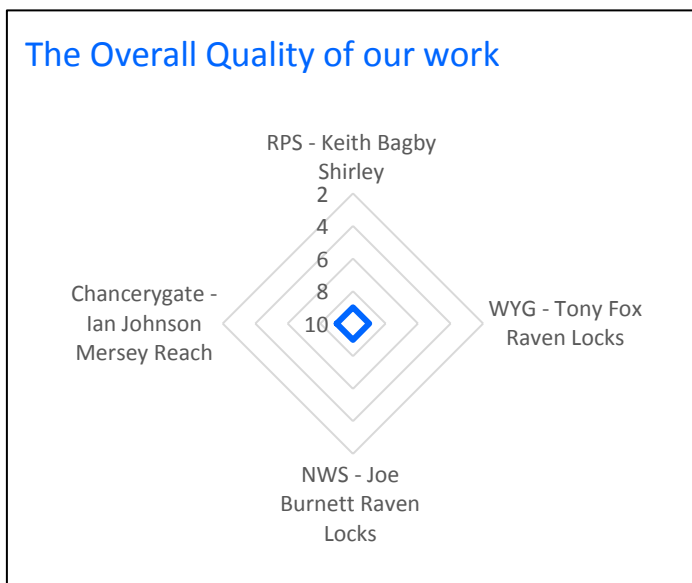 The Overall Quality of our work
RPS - Keith Bagby
Shirley
2
4
6
8
10
Chancerygate -
Ian Johnson
Mersey Reach
WYG - Tony Fox
Raven Locks
NWS - Joe
Burnett Raven
Locks